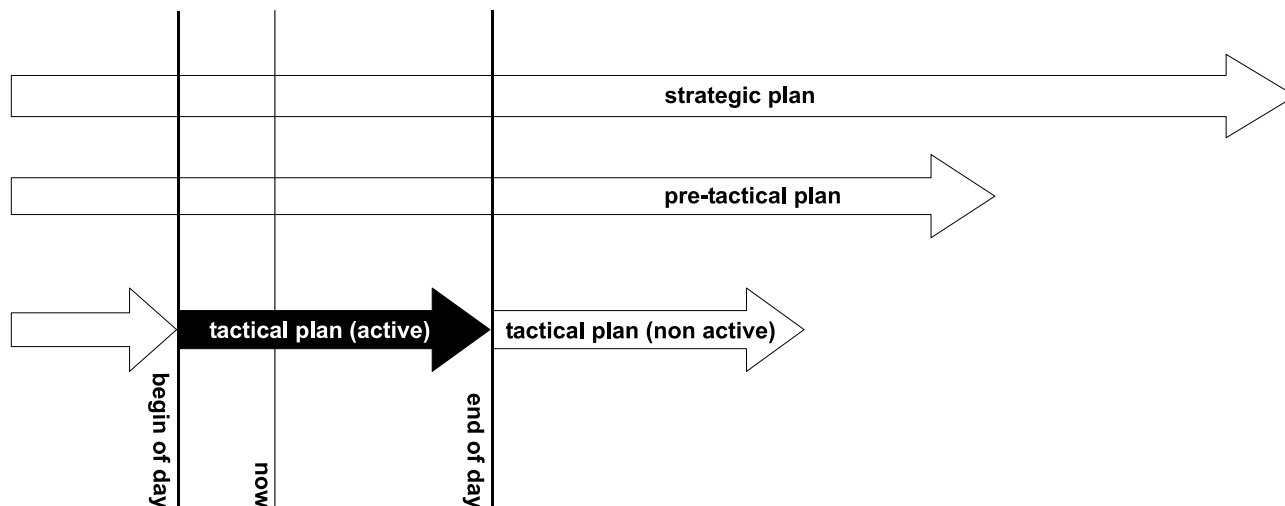 strategic plan
pre-tactical plan
tactical plan (active)
tactical plan (non active)
begin of day
now
end of day